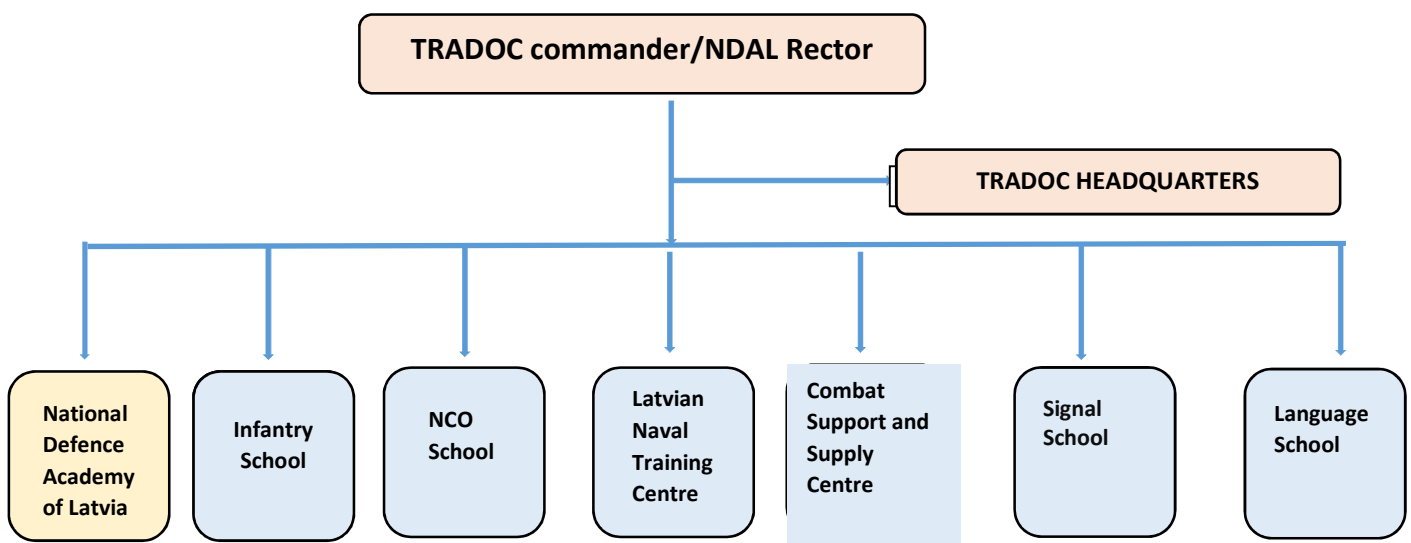 TRADOC commander/NDAL Rector
TRADOC HEADQUARTERS
National
Defence
Academy
of Latvia
Infantry
School
NCO
School
Latvian
Naval
Training
Centre
Combat
Support and
Supply
Centre
Signal
School
Language
School